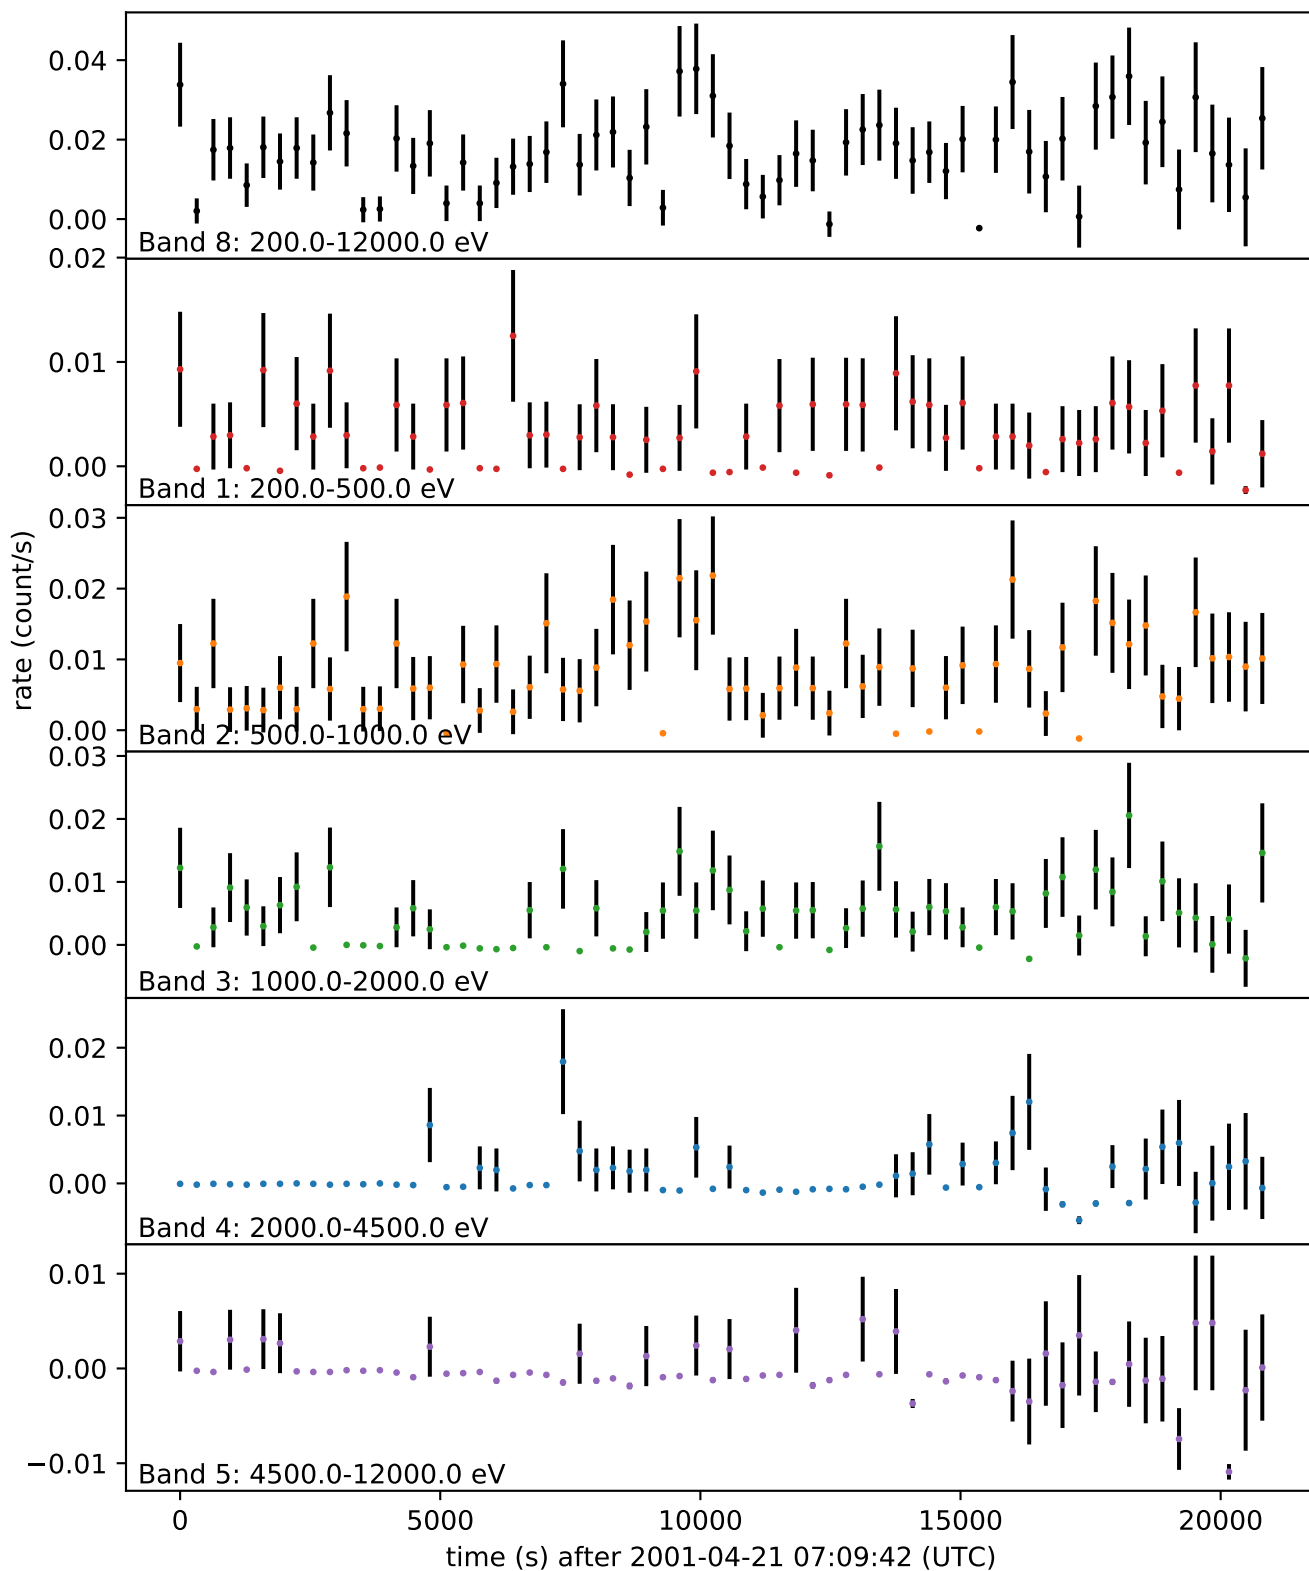 0.04
0.02
0.00
Band 8: 200.0-12000.0 eV
0.02
0.01
0.00
Band 1: 200.0-500.0 eV
0.03
0.02
0.01
0.00
Band 2: 500.0-1000.0 eV
rate (count/s)
0.03
0.02
0.01
0.00
Band 3: 1000.0-2000.0 eV
0.02
0.01
0.00
Band 4: 2000.0-4500.0 eV
0.01
0.00
−0.01
Band 5: 4500.0-12000.0 eV
0 5000 10000 15000 20000
time (s) after 2001-04-21 07:09:42 (UTC)